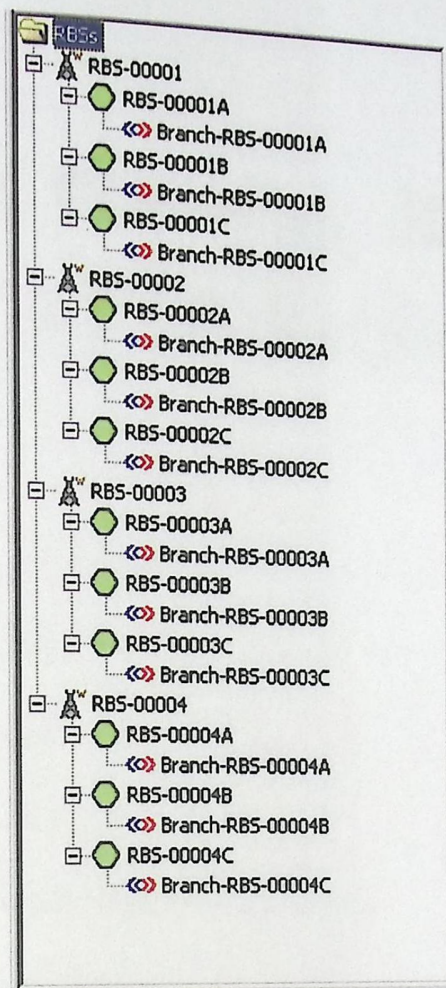 RBSs
RBS-00001
RBS-00001A
Branch-RBS-00001A
RBS-00001B
Branch-RBS-00001B
RBS-00001C
Branch-RBS-00001C
RBS-00002
RBS-00002A
Branch-RBS-00002A
RBS-00002B
Branch-RBS-00002B
RBS-00002C
Branch-RBS-00002C
RBS-00003
RBS-00003A
Branch-RBS-00003A
RBS-00003B
Branch-RBS-00003B
RBS-00003C
Branch-RBS-00003C
RBS-00004
RBS-00004A
Branch-RBS-00004A
RBS-00004B
Branch-RBS-00004B
RBS-00004C
Branch-RBS-00004C